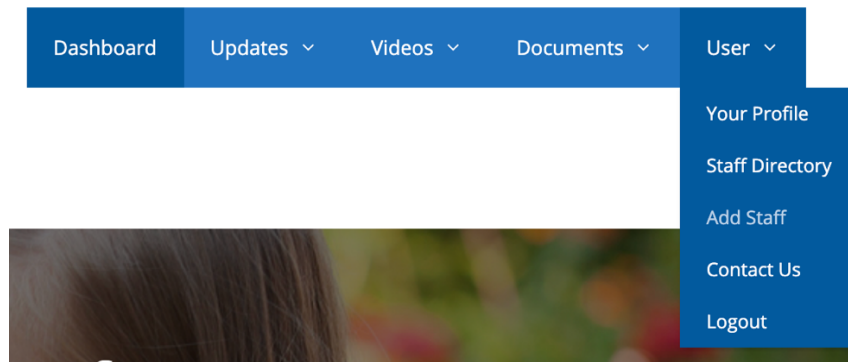 Dashboard Updates Videos Documents User
Your Profile
Staff Directory
Add Staff
Contact Us
Logout